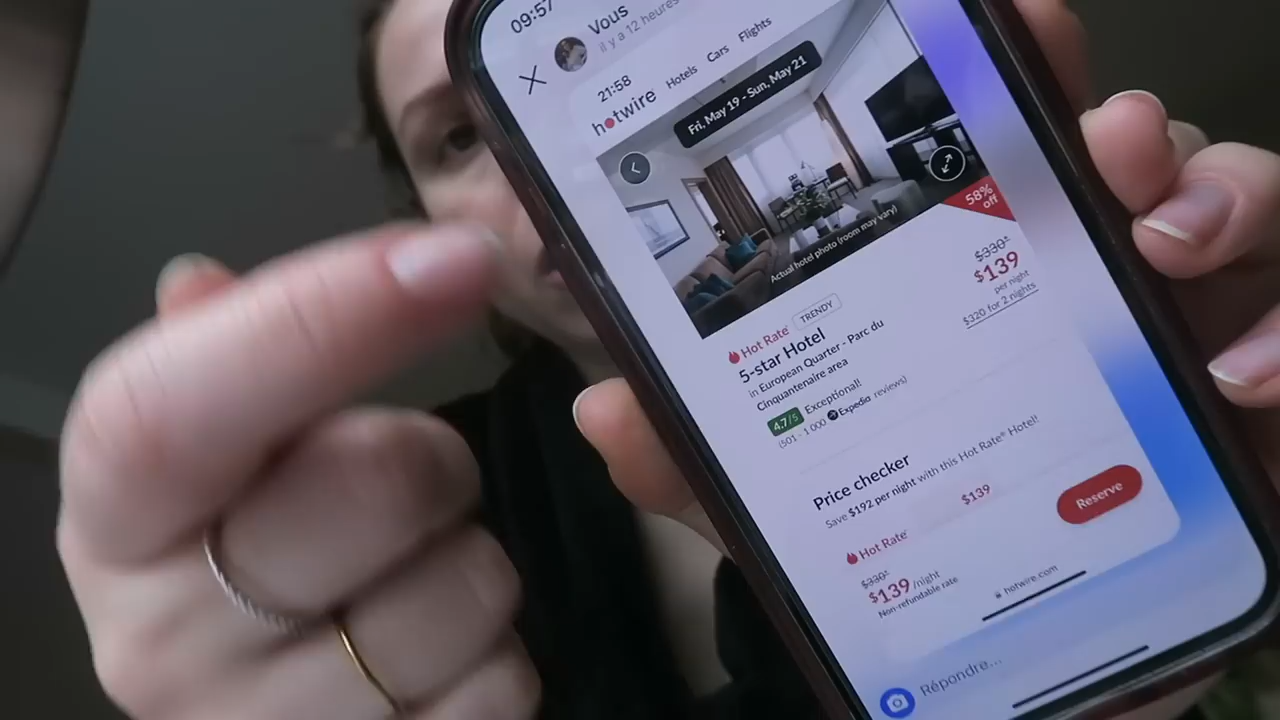 09:57
Vous
il y a 12 heures
21:58
hotwire Hotels Cars Flights
Fri, May 19 - Sun, May 21
58%
off
Actual hotel photo (room may vary)
$330*
$139
per night
$320 for 2 nights
Hot Rate® TRENDY
5-star Hotel
in European Quarter - Parc du
Cinquantenaire area
4.7/5 Exceptional!
(501 - 1 000 Expedia reviews)
Price checker
Save $192 per night with this Hot Rate® Hotel!
$139
Hot Rate®
$330*
$139 /night
Non-refundable rate
Reserve
hotwire.com
Répondre...